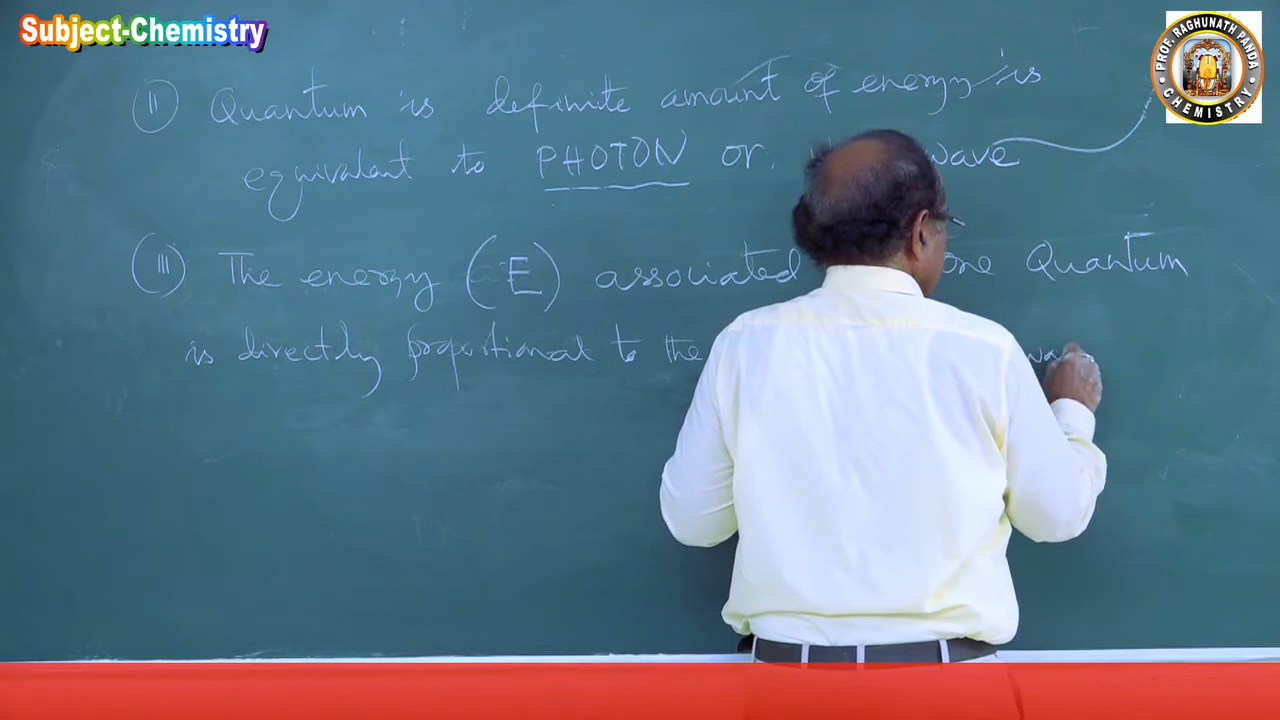 Subject-Chemistry
PROF. RAGHUNATH PANDA
CHEMISTRY
(II) Quantum is definite amount of energy is
equivalent to PHOTON or wave
(III) The energy (E) associated one Quantum
is directly proportional to the